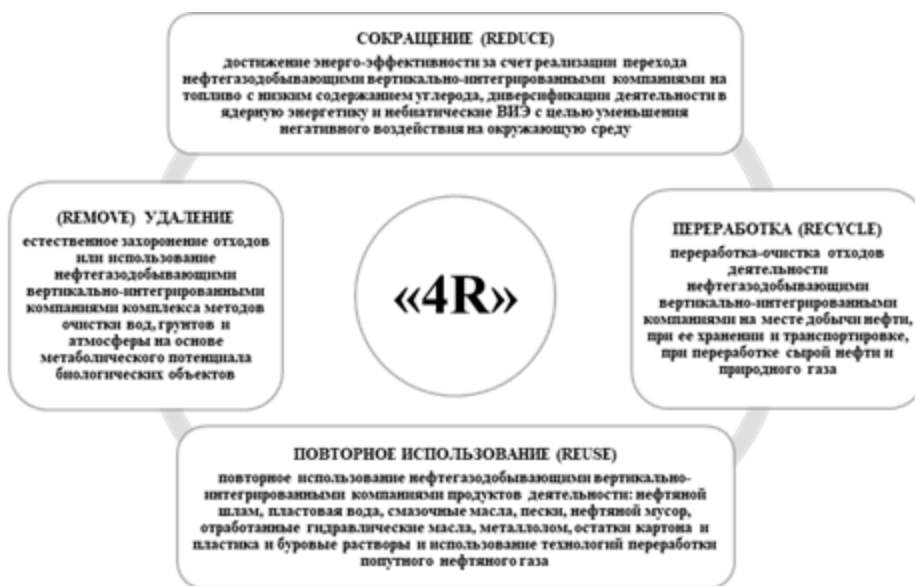 СОКРАЩЕНИЕ (REDUCE)
достижение энерго-эффективности за счет реализации перехода
нефтегазодобывающими вертикально-интегрированными компаниями на
топливо с низким содержанием углерода, диверсификации деятельности в
ядерную энергетику и небиатические ВИЭ с целью уменьшения
негативного воздействия на окружающую среду
(REMOVE) УДАЛЕНИЕ
естественное захоронение отходов
или использование
нефтегазодобывающими
вертикально-интегрированными
компаниями комплекса методов
очистки вод, грунтов и
атмосферы на основе
метаболического потенциала
биологических объектов
«4R»
ПЕРЕРАБОТКА (RECYCLE)
переработка-очистка отходов
деятельности
нефтегазодобывающими
вертикально-интегрированными
компаниями на месте добычи нефти,
при ее хранении и транспортировке,
при переработке сырой нефти и
природного газа
ПОВТОРНОЕ ИСПОЛЬЗОВАНИЕ (REUSE)
повторное использование нефтегазодобывающими вертикально-
интегрированными компаниями продуктов деятельности: нефтяной
шлам, пластовая вода, смазочные масла, пески, нефтяной мусор,
отработанные гидравлические масла, металлолом, остатки картона и
пластика и буровые растворы и использование технологий переработки
попутного нефтяного газа